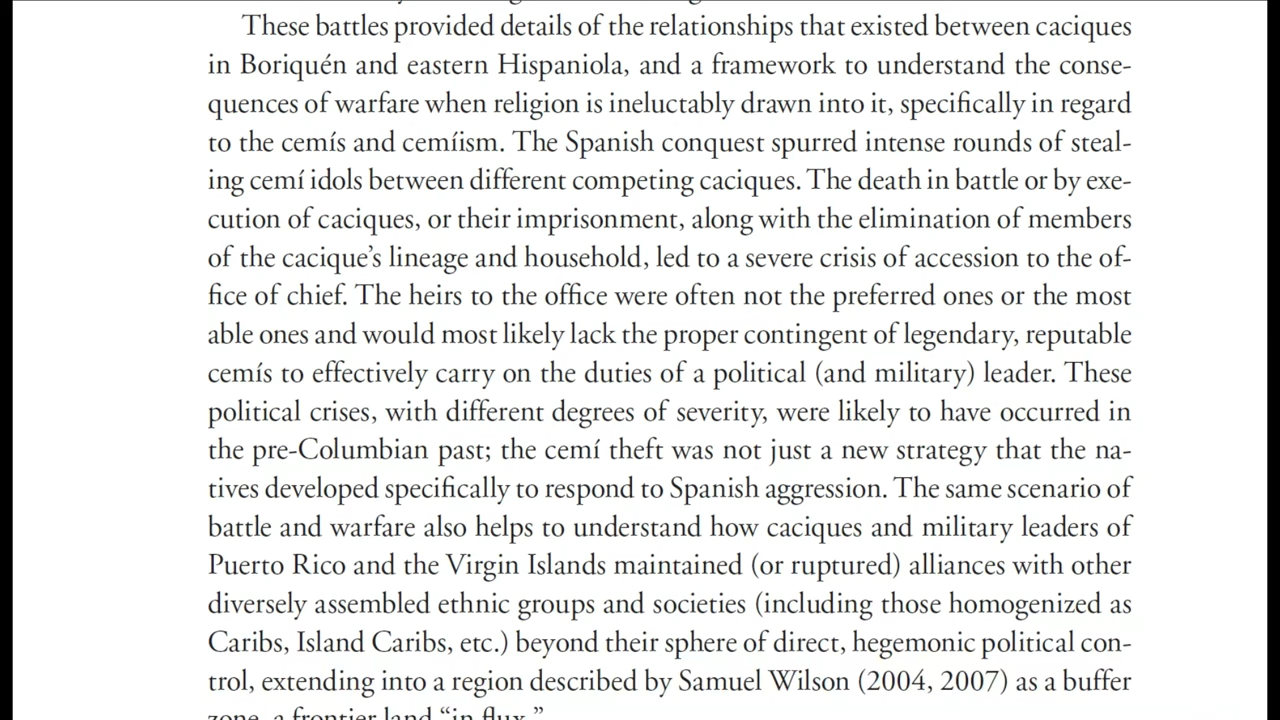 These battles provided details of the relationships that existed between caciques
in Boriquén and eastern Hispaniola, and a framework to understand the conse-
quences of warfare when religion is ineluctably drawn into it, specifically in regard
to the cemís and cemíism. The Spanish conquest spurred intense rounds of steal-
ing cemí idols between different competing caciques. The death in battle or by exe-
cution of caciques, or their imprisonment, along with the elimination of members
of the cacique’s lineage and household, led to a severe crisis of accession to the of-
fice of chief. The heirs to the office were often not the preferred ones or the most
able ones and would most likely lack the proper contingent of legendary, reputable
cemís to effectively carry on the duties of a political (and military) leader. These
political crises, with different degrees of severity, were likely to have occurred in
the pre-Columbian past; the cemí theft was not just a new strategy that the na-
tives developed specifically to respond to Spanish aggression. The same scenario of
battle and warfare also helps to understand how caciques and military leaders of
Puerto Rico and the Virgin Islands maintained (or ruptured) alliances with other
diversely assembled ethnic groups and societies (including those homogenized as
Caribs, Island Caribs, etc.) beyond their sphere of direct, hegemonic political con-
trol, extending into a region described by Samuel Wilson (2004, 2007) as a buffer
zone, a frontier land “in flux.”